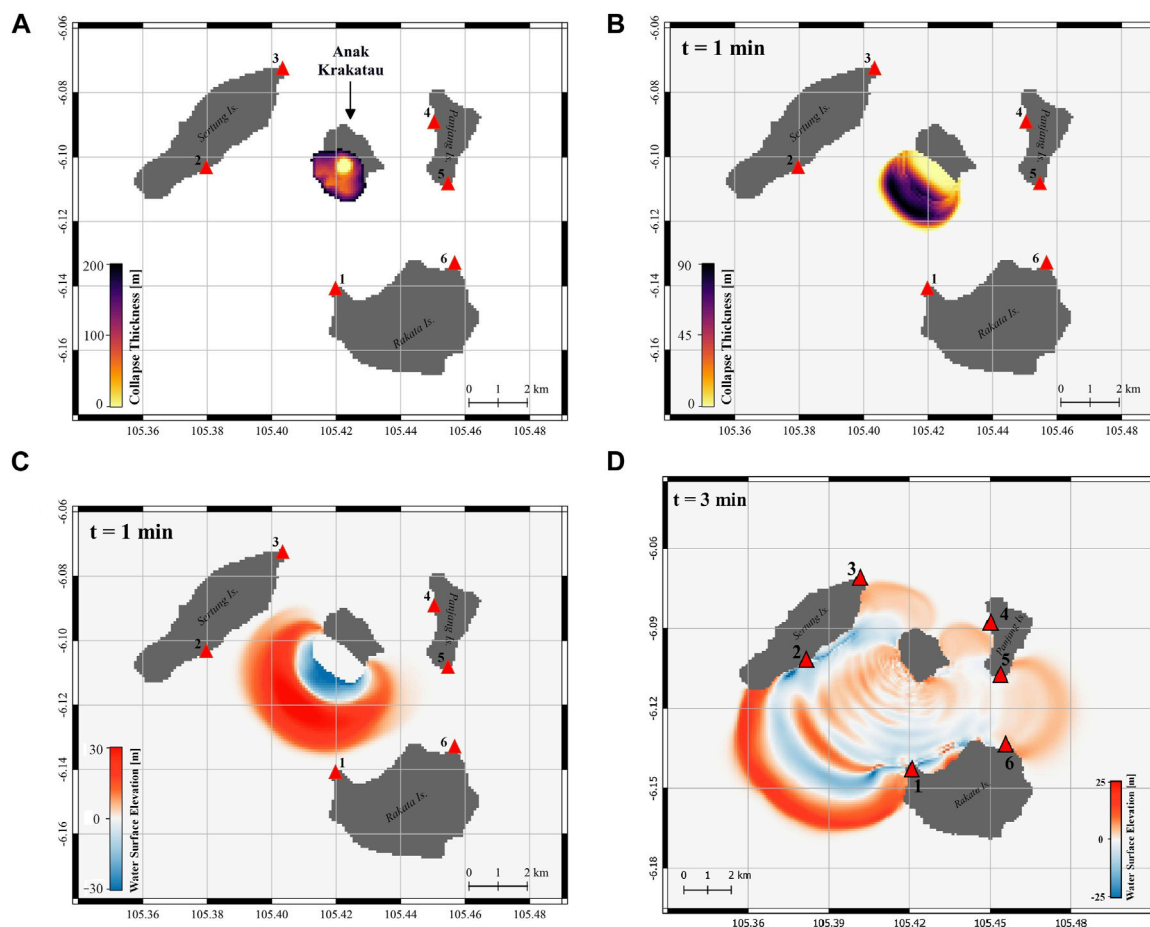 A
-6.06
-6.08
-6.10
-6.12
-6.14
-6.16
3
Anak
Krakatau
Sertung Is.
2
4
Panjang Is.
5
200
100
0
Collapse Thickness [m]
6
1
Rakata Is.
0 1 2 km
105.36 105.38 105.40 105.42 105.44 105.46 105.48
B
t = 1 min
-6.06
-6.08
-6.10
-6.12
-6.14
-6.16
3
Sertung Is.
2
4
Panjang Is.
5
90
45
0
Collapse Thickness [m]
6
1
Rakata Is.
0 1 2 km
105.36 105.38 105.40 105.42 105.44 105.46 105.48
C
t = 1 min
-6.06
-6.08
-6.10
-6.12
-6.14
-6.16
3
Sertung Is.
2
4
Panjang Is.
5
30
0
-30
Water Surface Elevation [m]
6
1
Rakata Is.
0 1 2 km
105.36 105.38 105.40 105.42 105.44 105.46 105.48
D
t = 3 min
-6.06
-6.09
-6.12
-6.15
-6.18
3
Sertung Is.
2
4
Panjang Is.
5
6
1
Rakata Is.
25
0
-25
Water Surface Elevation [m]
0 1 2 km
105.36 105.39 105.42 105.45 105.48